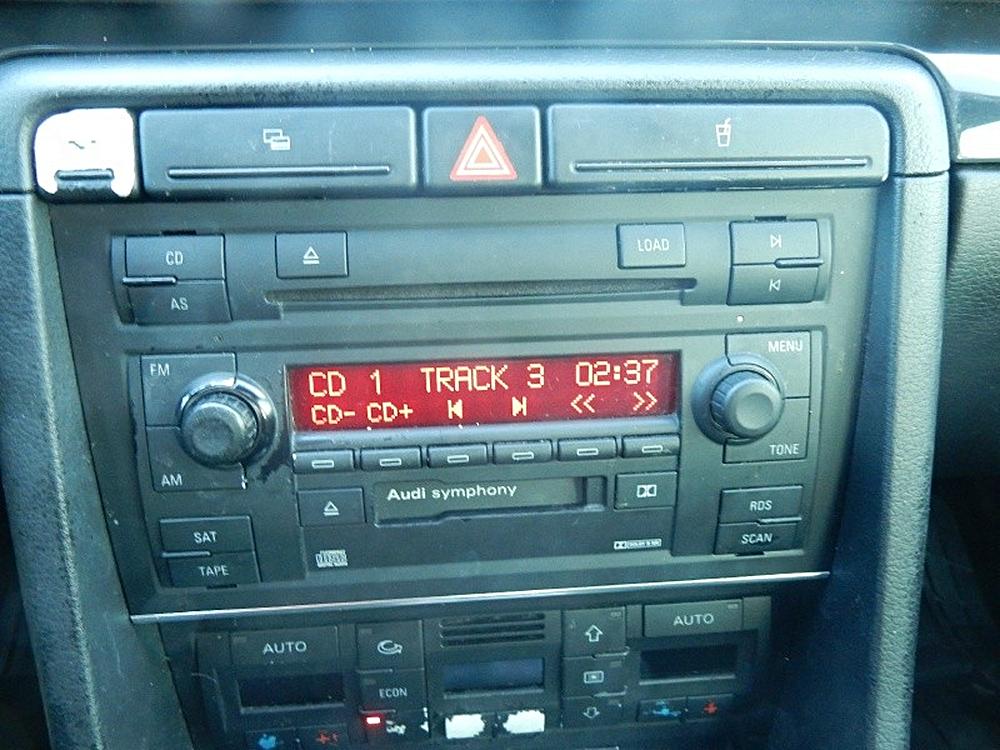 CD
LOAD
AS
FM
MENU
CD 1 TRACK 3 02:37
CD- CD+ << >>
TONE
AM
Audi symphony
RDS
SAT
SCAN
TAPE
AUTO
AUTO
ECON